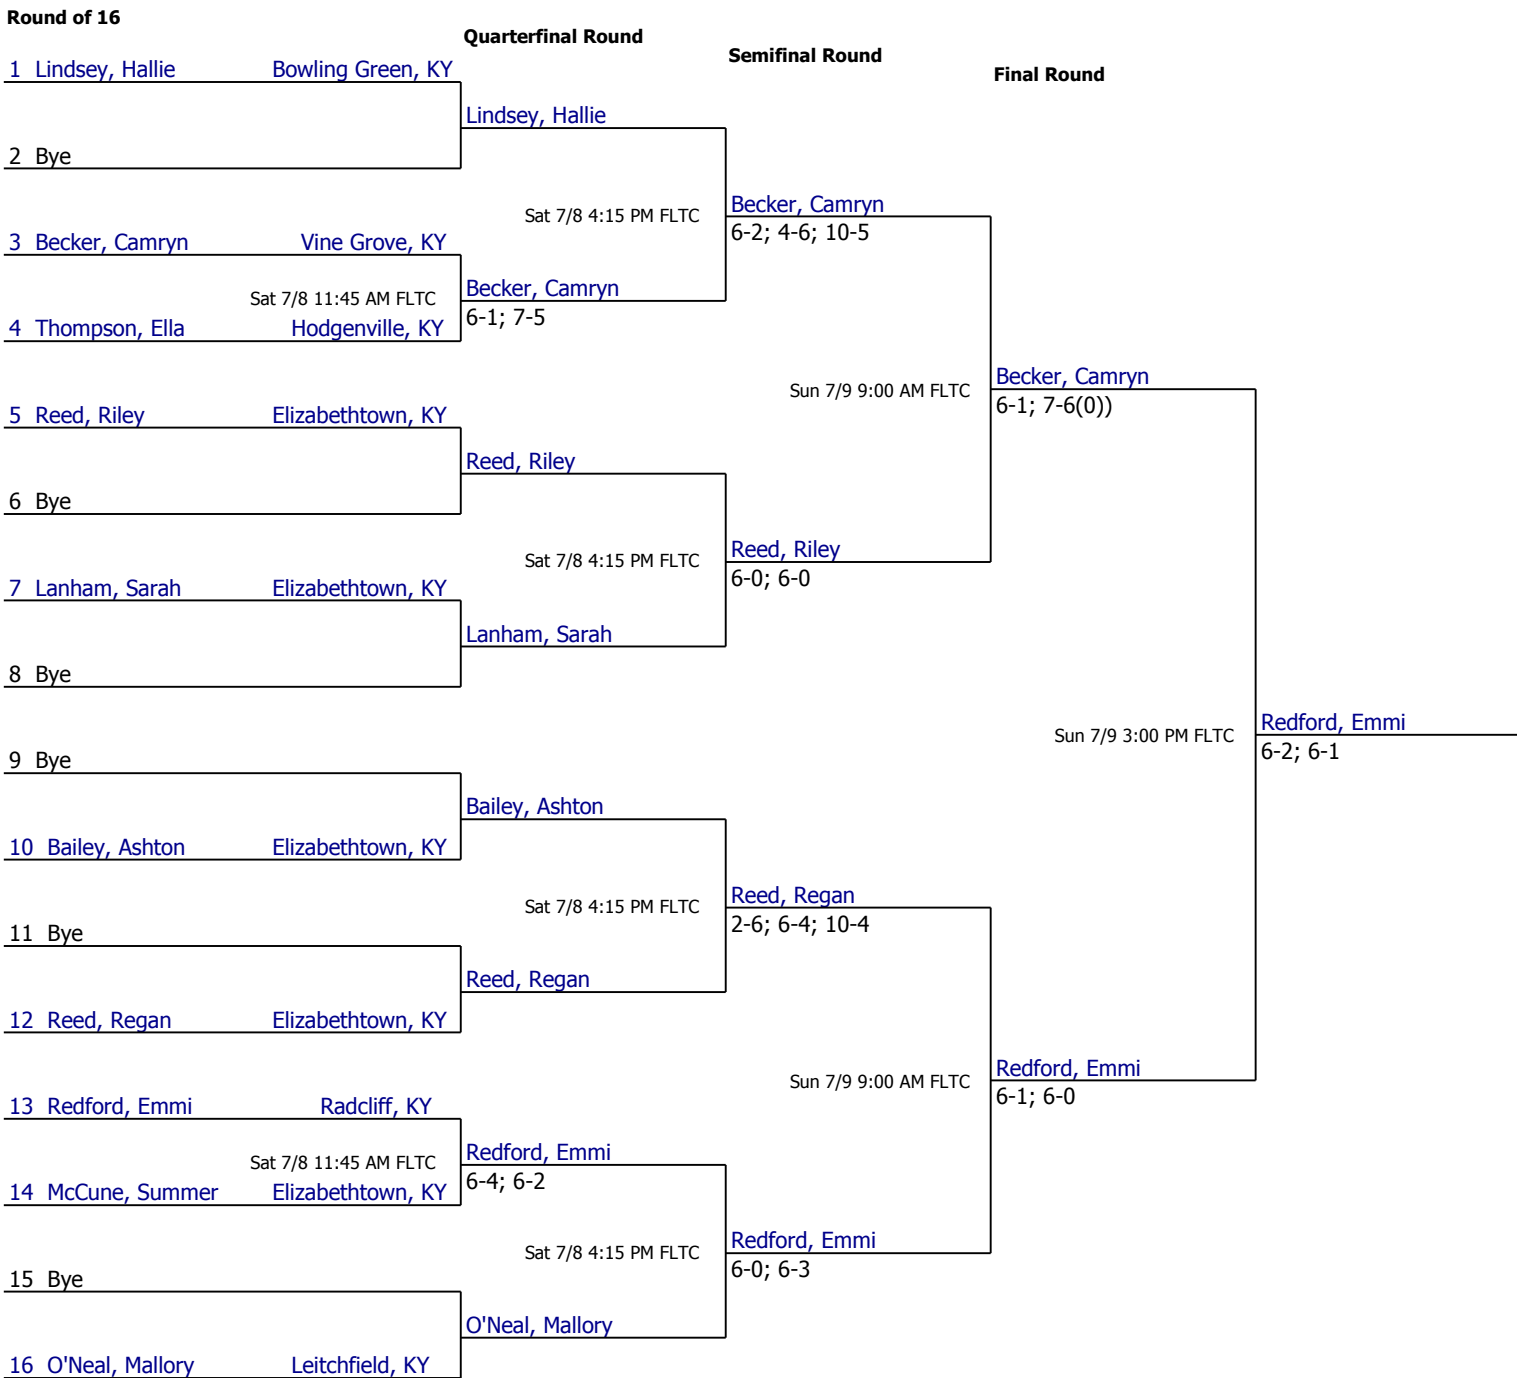 Round of 16
Quarterfinal Round
Semifinal Round
Final Round
1 Lindsey, Hallie Bowling Green, KY
Lindsey, Hallie
2 Bye
Becker, Camryn
Sat 7/8 4:15 PM FLTC
6-2; 4-6; 10-5
3 Becker, Camryn Vine Grove, KY
Becker, Camryn
Sat 7/8 11:45 AM FLTC
6-1; 7-5
4 Thompson, Ella Hodgenville, KY
Becker, Camryn
Sun 7/9 9:00 AM FLTC
6-1; 7-6(0))
5 Reed, Riley Elizabethtown, KY
Reed, Riley
6 Bye
Reed, Riley
Sat 7/8 4:15 PM FLTC
6-0; 6-0
7 Lanham, Sarah Elizabethtown, KY
Lanham, Sarah
8 Bye
Redford, Emmi
Sun 7/9 3:00 PM FLTC
6-2; 6-1
9 Bye
Bailey, Ashton
10 Bailey, Ashton Elizabethtown, KY
Reed, Regan
Sat 7/8 4:15 PM FLTC
2-6; 6-4; 10-4
11 Bye
Reed, Regan
12 Reed, Regan Elizabethtown, KY
Redford, Emmi
Sun 7/9 9:00 AM FLTC
6-1; 6-0
13 Redford, Emmi Radcliff, KY
Redford, Emmi
Sat 7/8 11:45 AM FLTC
6-4; 6-2
14 McCune, Summer Elizabethtown, KY
Redford, Emmi
Sat 7/8 4:15 PM FLTC
6-0; 6-3
15 Bye
O'Neal, Mallory
16 O'Neal, Mallory Leitchfield, KY